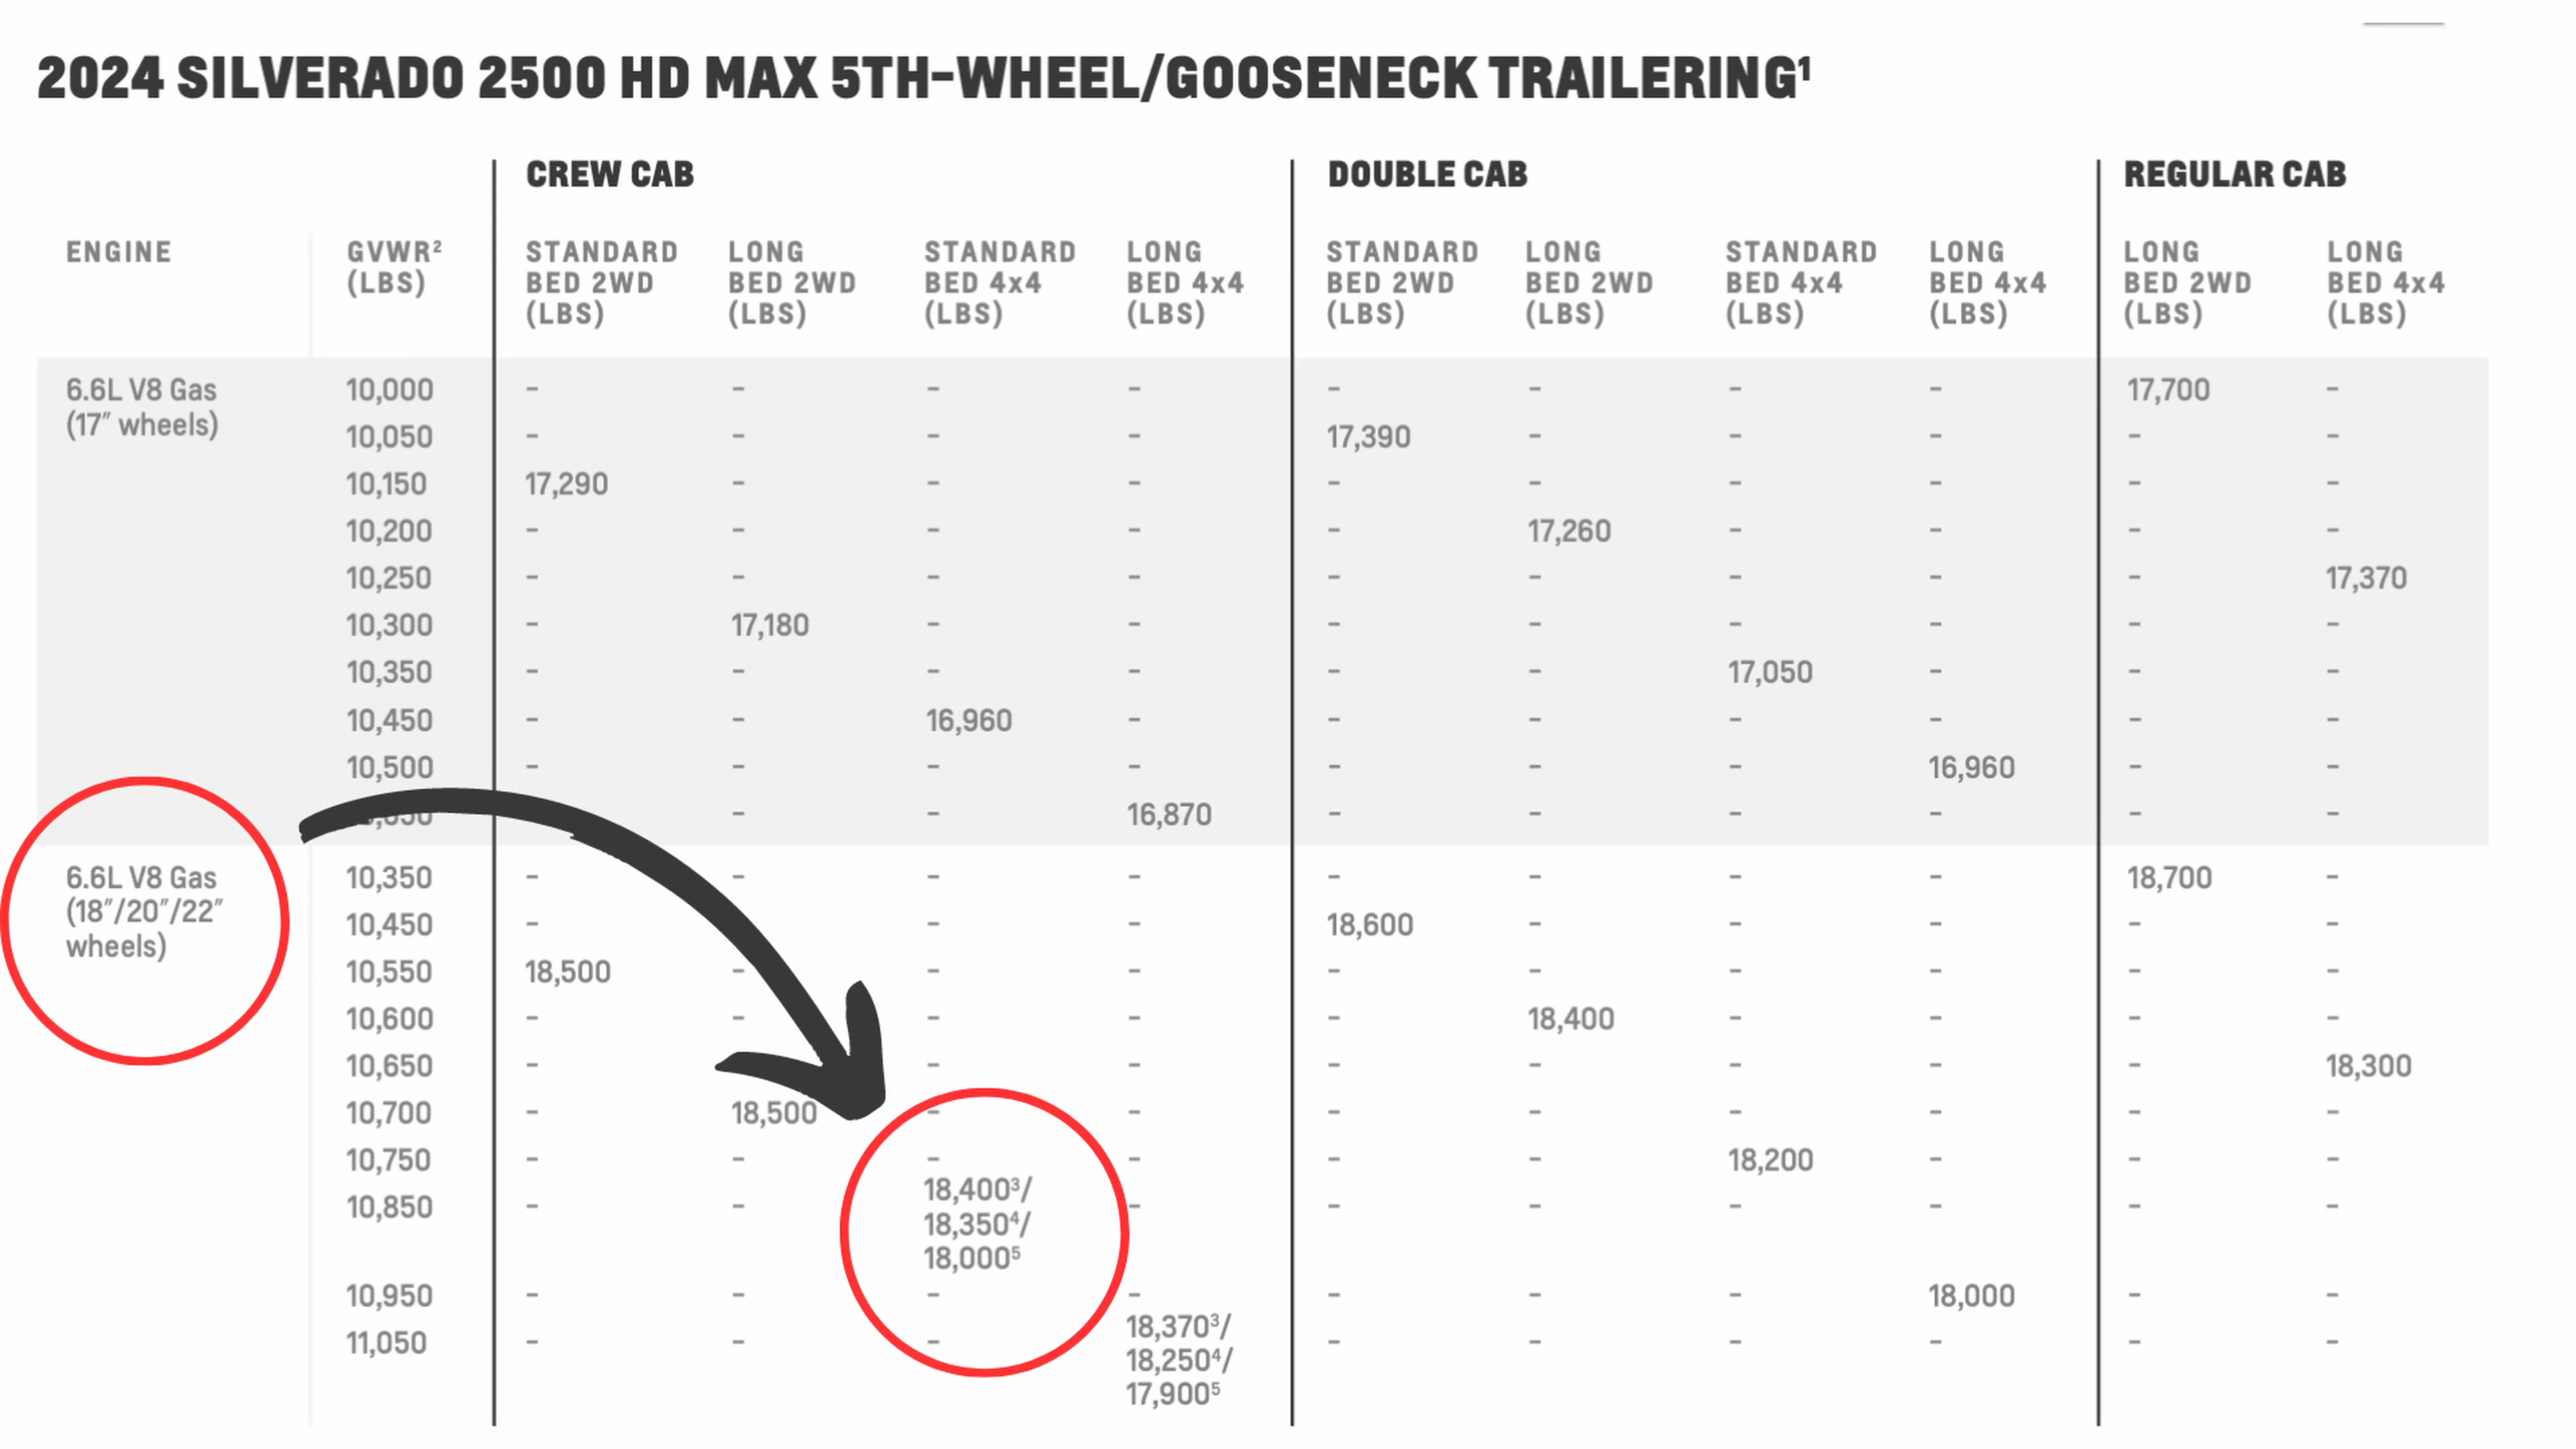 2024 SILVERADO 2500 HD MAX 5TH-WHEEL/GOOSENECK TRAILERING¹
CREW CAB DOUBLE CAB REGULAR CAB
ENGINE GVWR² STANDARD LONG STANDARD LONG STANDARD LONG STANDARD LONG LONG LONG
(LBS) BED 2WD BED 2WD BED 4x4 BED 4x4 BED 2WD BED 2WD BED 4x4 BED 4x4 BED 2WD BED 4x4
(LBS) (LBS) (LBS) (LBS) (LBS) (LBS) (LBS) (LBS) (LBS) (LBS)
6.6L V8 Gas 10,000 – – – – – – – – 17,700 –
(17″ wheels) 10,050 – – – – 17,390 – – – – –
10,150 17,290 – – – – – – – – –
10,200 – – – – – 17,260 – – – –
10,250 – – – – – – – – – 17,370
10,300 – 17,180 – – – – – – – –
10,350 – – – – – – 17,050 – – –
10,450 – – 16,960 – – – – – – –
10,500 – – – – – – – 16,960 – –
– – 16,870 – – – – – –
6.6L V8 Gas 10,350 – – – – – – – – 18,700 –
(18″/20″/22″ 10,450 – – – 18,600 – – – – –
wheels)
10,550 18,500 – – – – – – – – –
10,600 – – – – – 18,400 – – – –
10,650 – – – – – – – – 18,300
10,700 – 18,500 – – – – – – – –
10,750 – – – – – – 18,200 – – –
18,400³/
10,850 – – 18,350⁴/ – – – – – – –
18,000⁵
10,950 – – – – – – – 18,000 – –
18,370³/
11,050 – – – 18,250⁴/ – – – – – –
17,900⁵